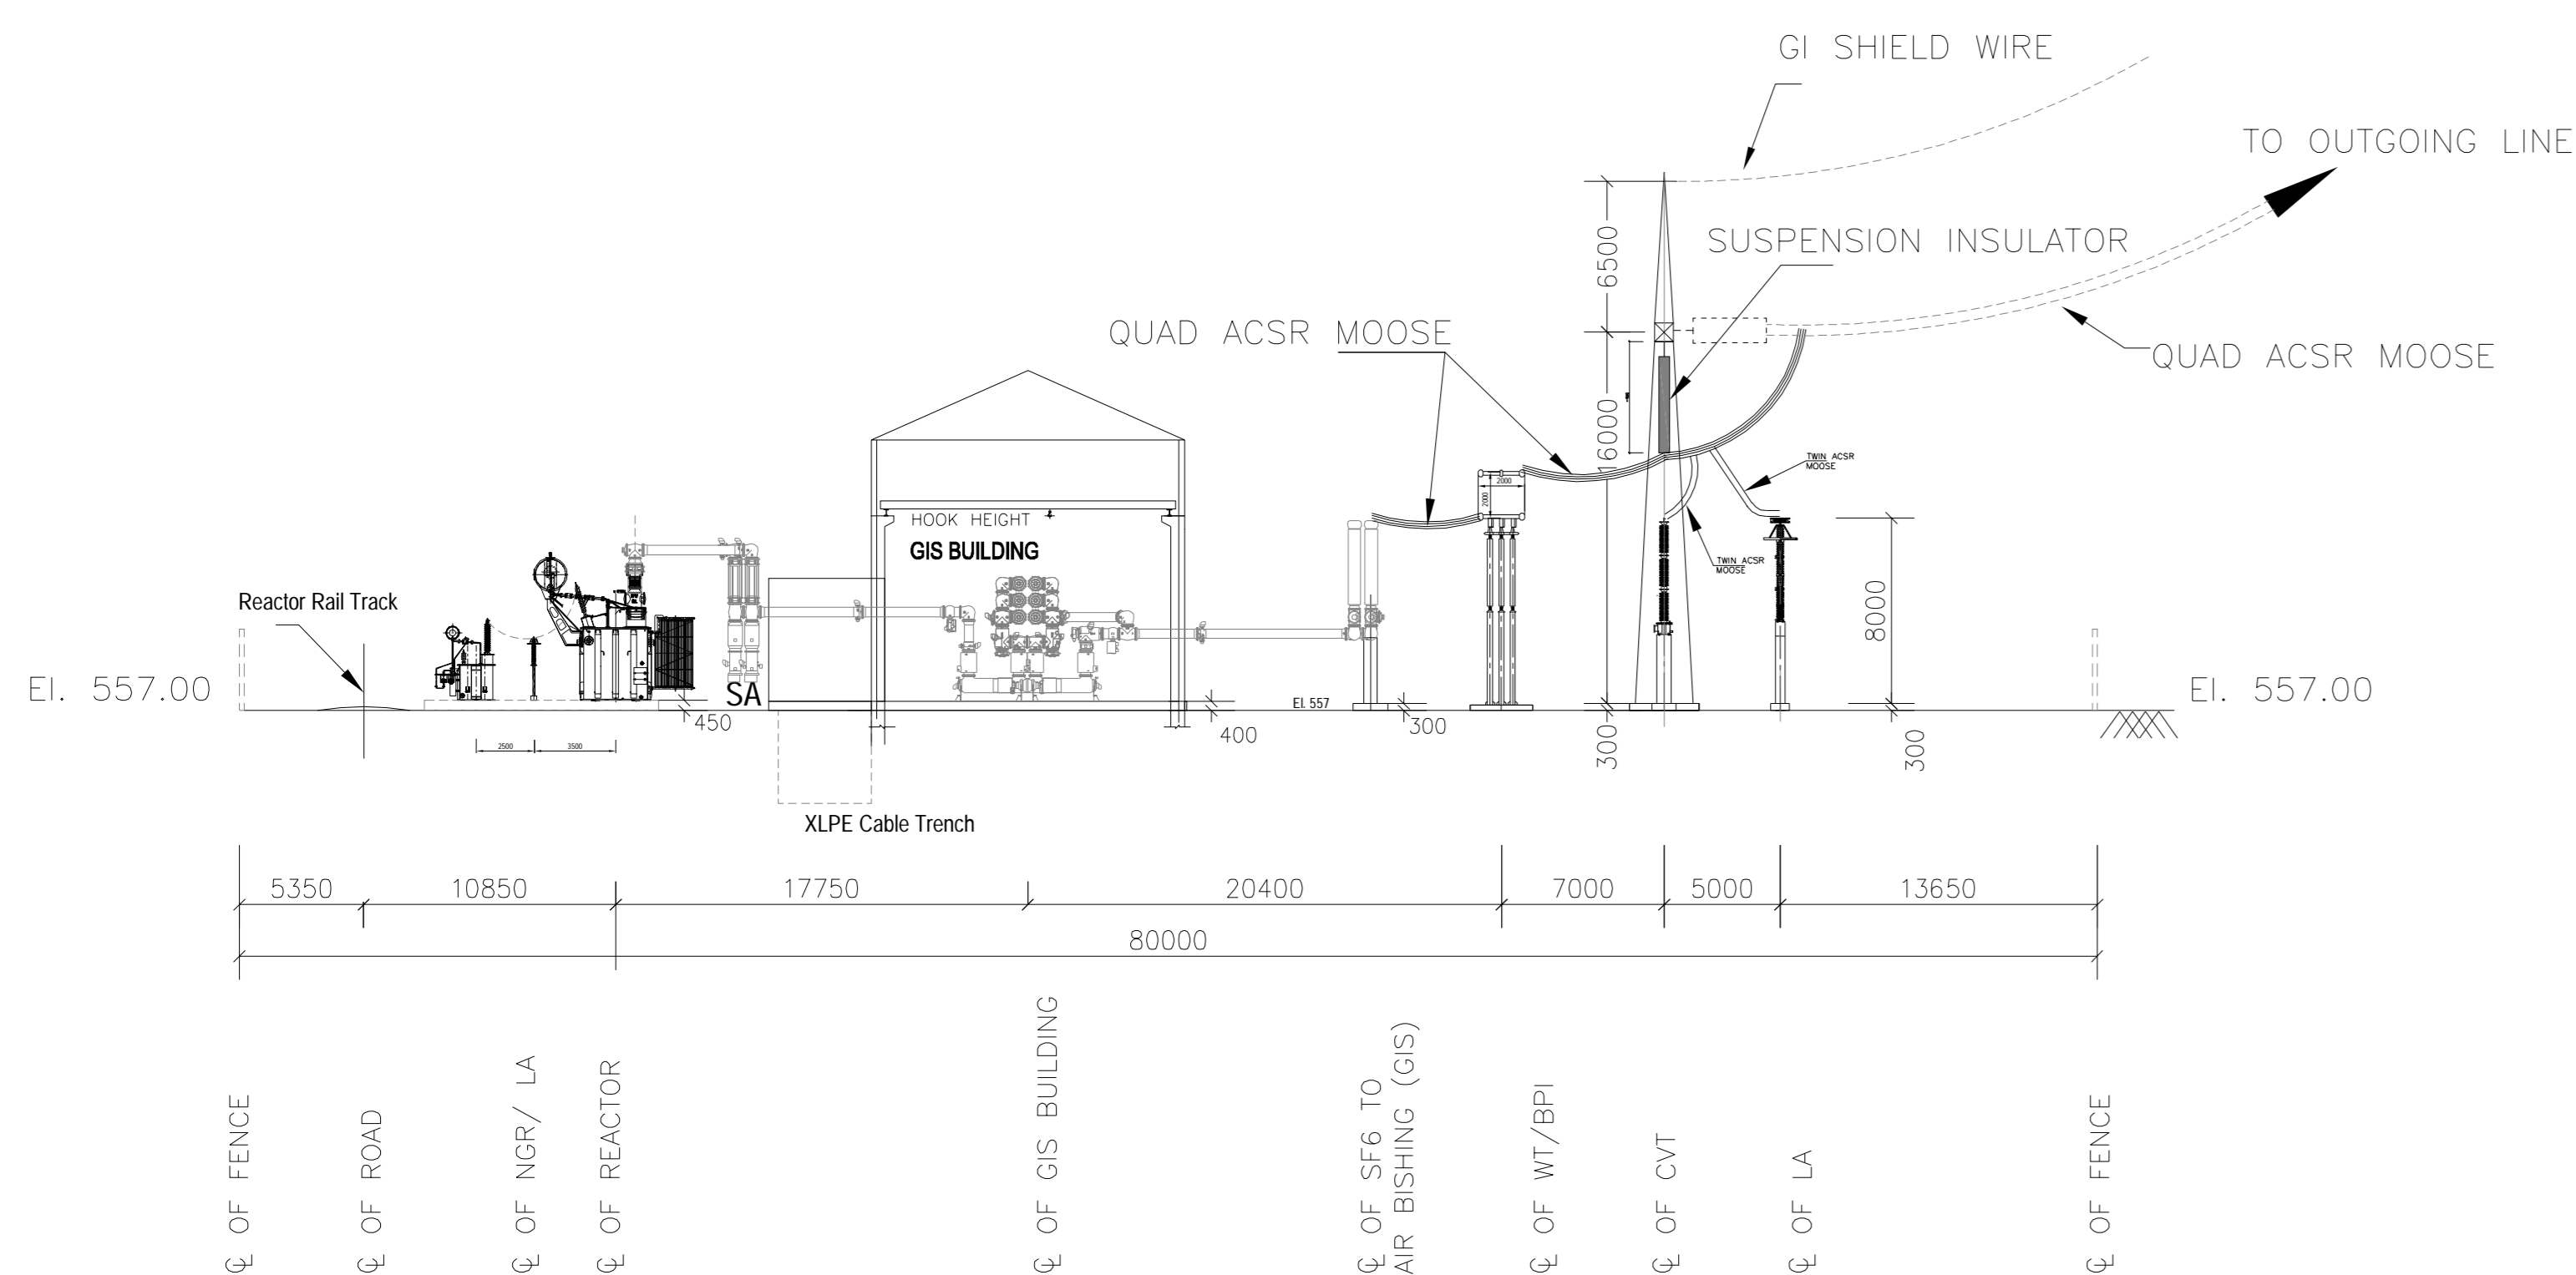 GI SHIELD WIRE
TO OUTGOING LINE
SUSPENSION INSULATOR
6500
QUAD ACSR MOOSE
QUAD ACSR MOOSE
16000
TWIN ACSR
MOOSE
2000
2000
HOOK HEIGHT
GIS BUILDING
TWIN ACSR
MOOSE
8000
Reactor Rail Track
El. 557.00
SA
El. 557
El. 557.00
450
400
300
300
300
2500
3500
XLPE Cable Trench
5350
10850
17750
20400
7000
5000
13650
80000
℄ OF FENCE
℄ OF ROAD
℄ OF NGR/ LA
℄ OF REACTOR
℄ OF GIS BUILDING
℄ OF SF6 TO
AIR BISHING (GIS)
℄ OF WT/BPI
℄ OF CVT
℄ OF LA
℄ OF FENCE